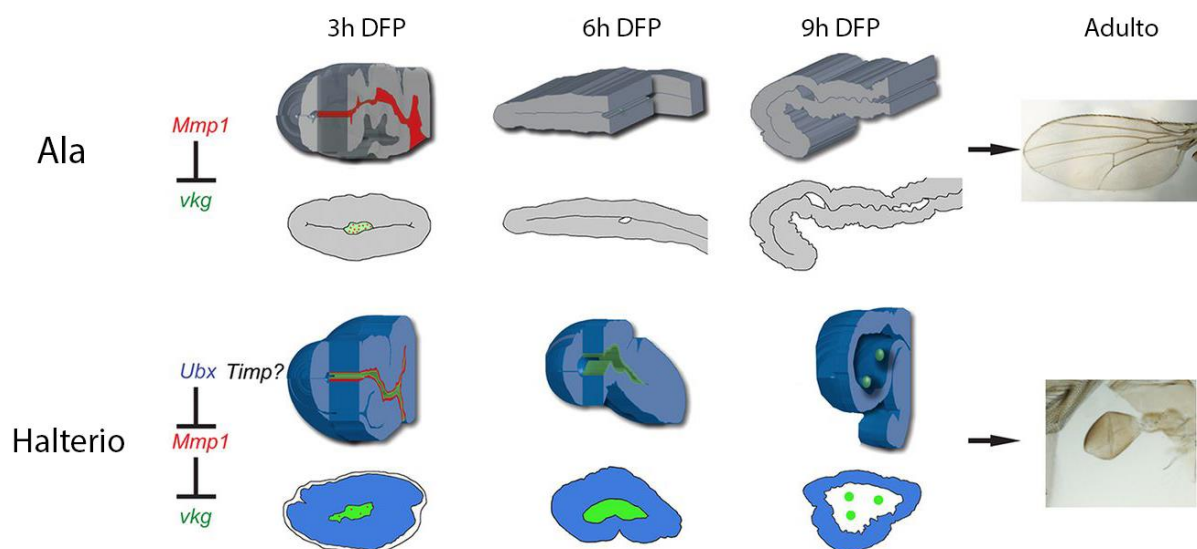 3h DFP 6h DFP 9h DFP Adulto
Ala
Mmp1
vkg
Halterio
Ubx Timp?
Mmp1
vkg